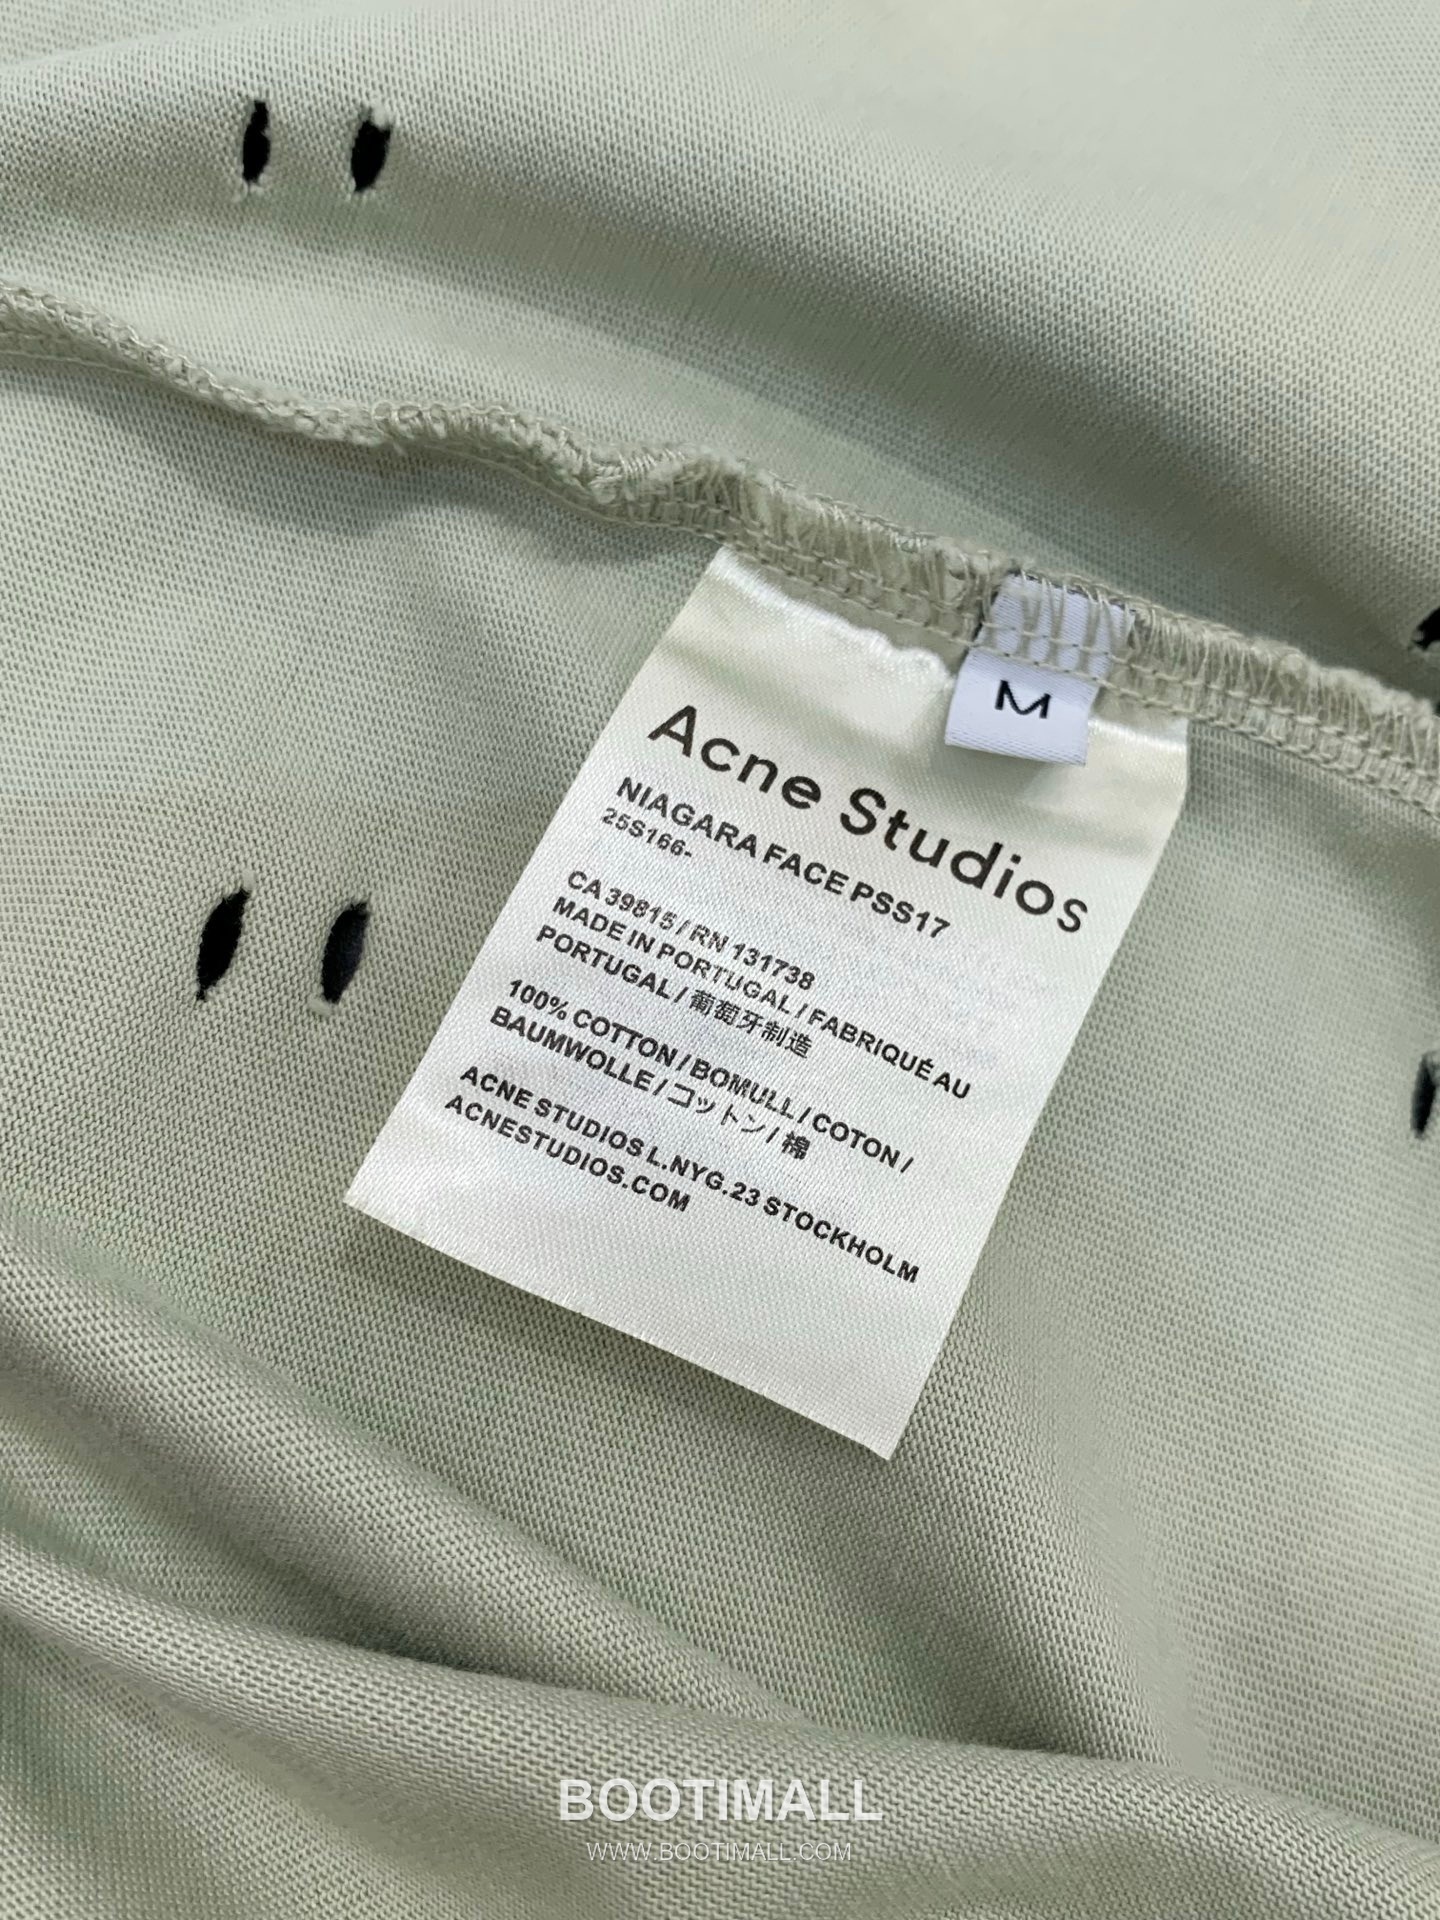 M
Acne Studios
NIAGARA FACE PSS17
25S166-
CA 39815 / RN 131738
MADE IN PORTUGAL / FABRIQUÉ AU
PORTUGAL / 葡萄牙制造
100% COTTON / BOMULL / COTON /
BAUMWOLLE / コットン / 棉
ACNE STUDIOS L.NYG.23 STOCKHOLM
ACNESTUDIOS.COM
BOOTIMALL
WWW.BOOTIMALL.COM